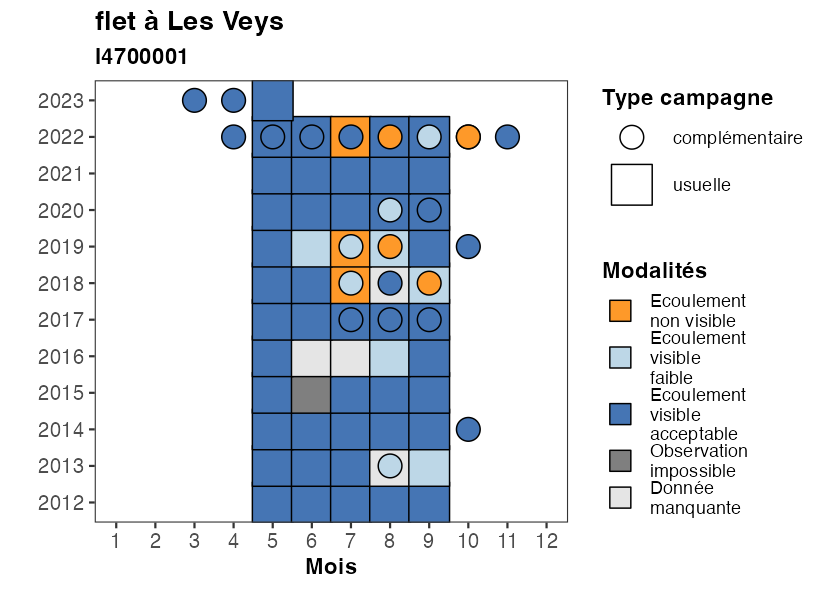 flet à Les Veys
I4700001
2023
2022
2021
2020
2019
2018
2017
2016
2015
2014
2013
2012
1 2 3 4 5 6 7 8 9 10 11 12
Mois
Type campagne
complémentaire
usuelle
Modalités
Ecoulement
non visible
Ecoulement
visible
faible
Ecoulement
visible
acceptable
Observation
impossible
Donnée
manquante